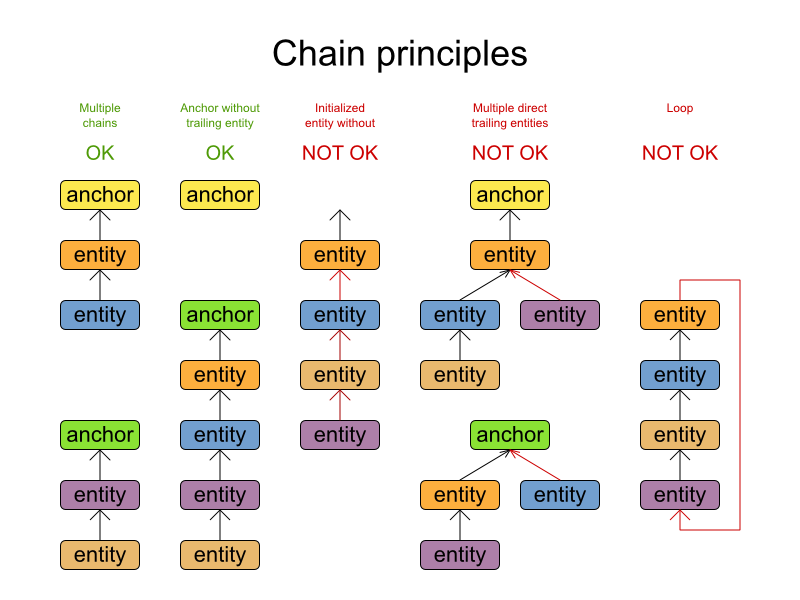 Chain principles
Multiple
chains
OK
Anchor without
trailing entity
OK
Initialized
entity without
NOT OK
Multiple direct
trailing entities
NOT OK
Loop
NOT OK
anchor
entity
entity
anchor
entity
entity
anchor
anchor
entity
entity
entity
entity
entity
entity
entity
entity
anchor
entity
entity
entity
entity
anchor
entity
entity
entity
entity
entity
entity
entity